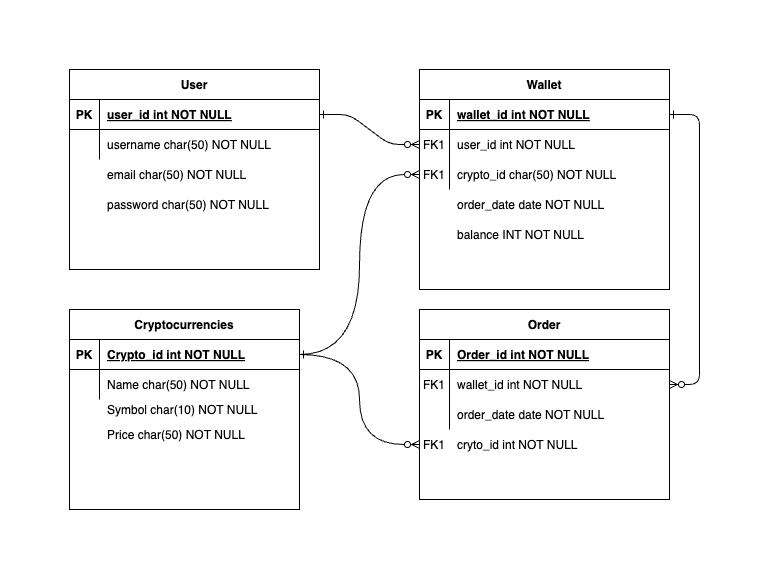 User
PK user_id int NOT NULL
username char(50) NOT NULL
email char(50) NOT NULL
password char(50) NOT NULL
Wallet
PK wallet_id int NOT NULL
FK1 user_id int NOT NULL
FK1 crypto_id char(50) NOT NULL
order_date date NOT NULL
balance INT NOT NULL
Cryptocurrencies
PK Crypto_id int NOT NULL
Name char(50) NOT NULL
Symbol char(10) NOT NULL
Price char(50) NOT NULL
Order
PK Order_id int NOT NULL
FK1 wallet_id int NOT NULL
order_date date NOT NULL
FK1 cryto_id int NOT NULL